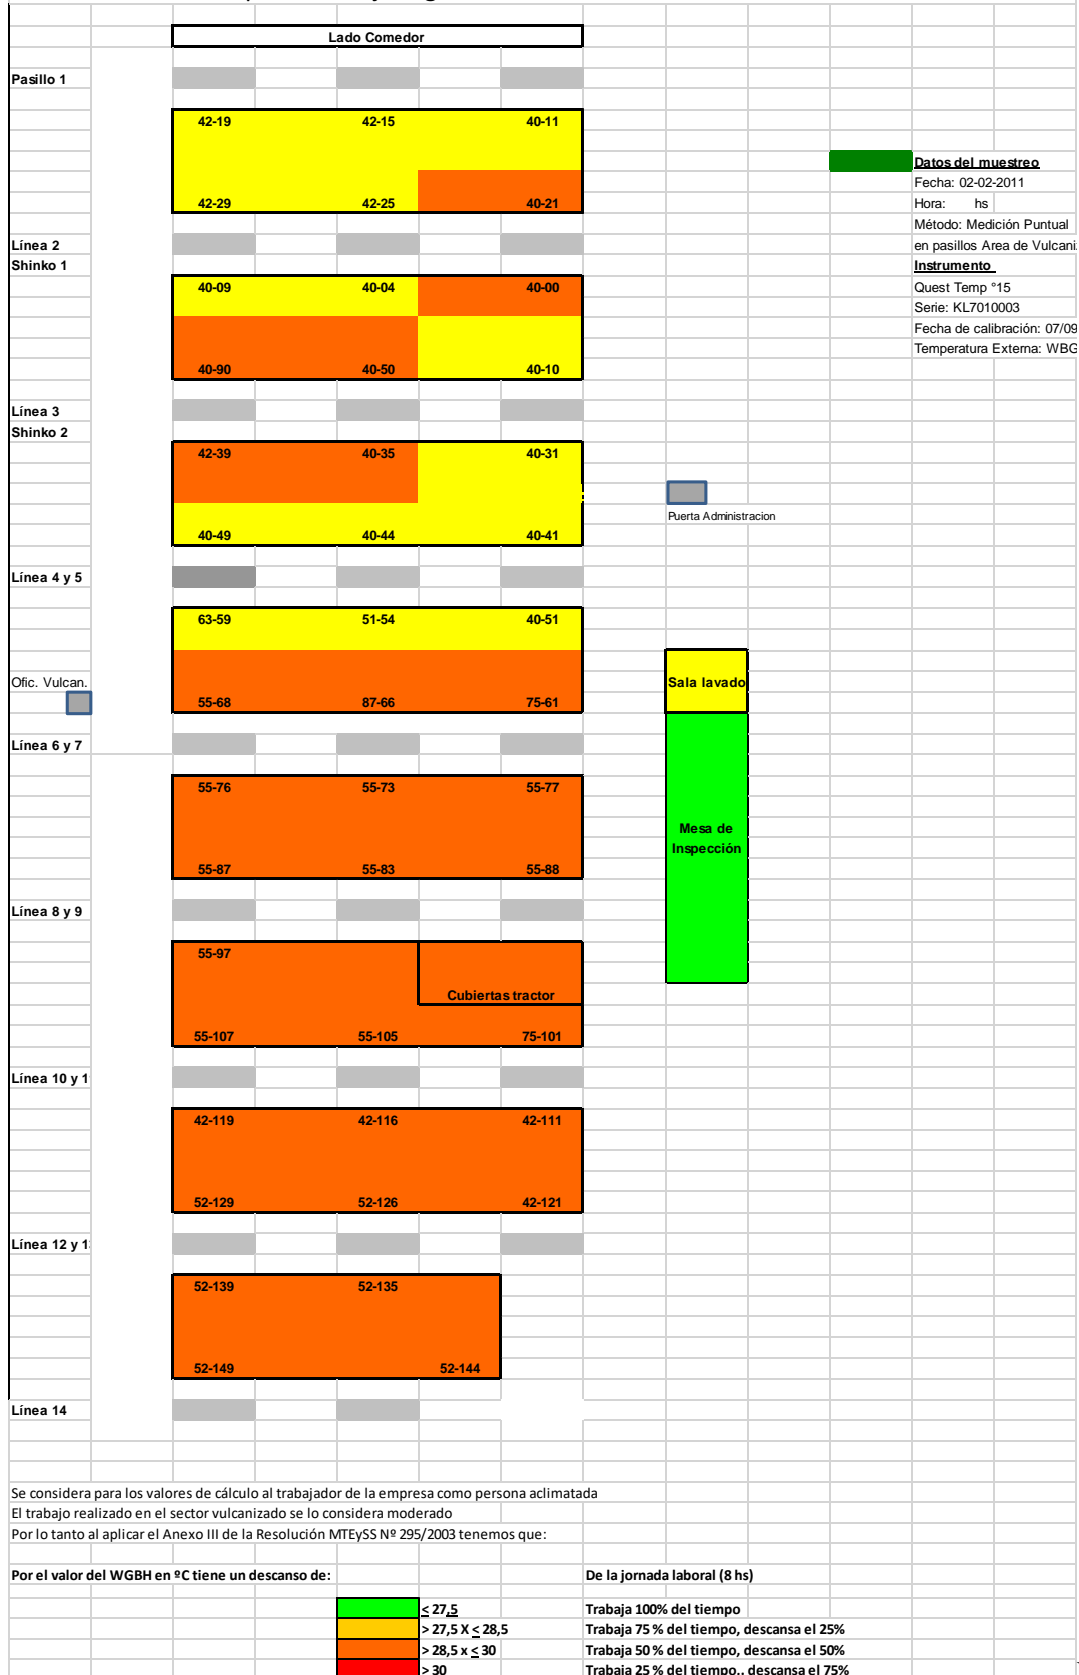 Lado Comedor
Pasillo 1
42-19 42-15 40-11
Datos del muestreo
Fecha: 02-02-2011
42-29 42-25 40-21
Hora: hs
Método: Medición Puntual
Línea 2
en pasillos Area de Vulcani
Shinko 1
Instrumento
40-09 40-04 40-00
Quest Temp °15
Serie: KL7010003
Fecha de calibración: 07/09
Temperatura Externa: WBG
40-90 40-50 40-10
Línea 3
Shinko 2
42-39 40-35 40-31
Puerta Administracion
40-49 40-44 40-41
Línea 4 y 5
63-59 51-54 40-51
Ofic. Vulcan.
Sala lavado
55-68 87-66 75-61
Línea 6 y 7
55-76 55-73 55-77
Mesa de
Inspección
55-87 55-83 55-88
Línea 8 y 9
55-97
Cubiertas tractor
55-107 55-105 75-101
Línea 10 y 1
42-119 42-116 42-111
52-129 52-126 42-121
Línea 12 y 1
52-139 52-135
52-149 52-144
Línea 14
Se considera para los valores de cálculo al trabajador de la empresa como persona aclimatada
El trabajo realizado en el sector vulcanizado se lo considera moderado
Por lo tanto al aplicar el Anexo III de la Resolución MTEySS Nº 295/2003 tenemos que:
Por el valor del WGBH en ºC tiene un descanso de: De la jornada laboral (8 hs)
≤ 27,5 Trabaja 100% del tiempo
> 27,5 X ≤ 28,5 Trabaja 75 % del tiempo, descansa el 25%
> 28,5 x ≤ 30 Trabaja 50 % del tiempo, descansa el 50%
> 30 Trabaja 25 % del tiempo., descansa el 75%